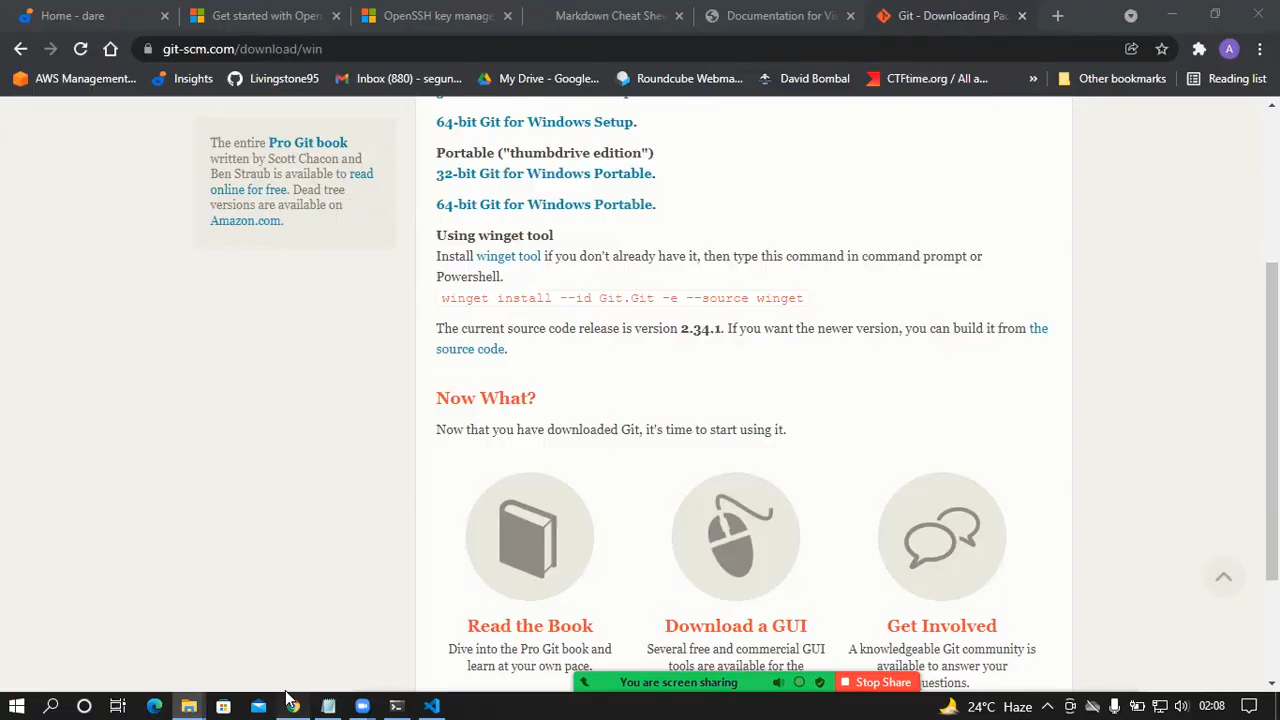 Home - dare
Get started with Open
OpenSSH key manage
Markdown Cheat Shee
Documentation for Vis
Git - Downloading Pac
git-scm.com/download/win
A
AWS Management...
Insights
Livingstone95
Inbox (880) - segun...
My Drive - Google...
Roundcube Webma...
David Bombal
CTFtime.org / All a...
»
Other bookmarks
Reading list
The entire Pro Git book
written by Scott Chacon and
Ben Straub is available to read
online for free. Dead tree
versions are available on
Amazon.com.
64-bit Git for Windows Setup.
Portable ("thumbdrive edition")
32-bit Git for Windows Portable.
64-bit Git for Windows Portable.
Using winget tool
Install winget tool if you don't already have it, then type this command in command prompt or
Powershell.
winget install --id Git.Git -e --source winget
The current source code release is version 2.34.1. If you want the newer version, you can build it from the
source code.
Now What?
Now that you have downloaded Git, it's time to start using it.
Read the Book
Dive into the Pro Git book and
learn at your own pace.
Download a GUI
Several free and commercial GUI
tools are available for the
Get Involved
A knowledgeable Git community is
available to answer your
questions.
You are screen sharing
Stop Share
24°C Haze
02:08